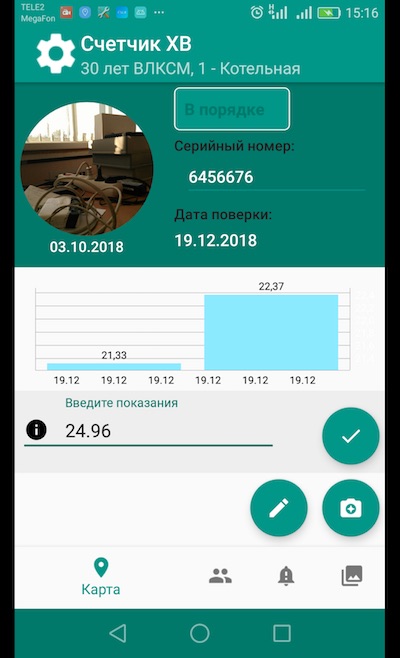 TELE2
MegaFon
15:16
Счетчик ХВ
30 лет ВЛКСМ, 1 - Котельная
В порядке
Серийный номер:
6456676
Дата поверки:
19.12.2018
03.10.2018
22,37
21,33
19.12 19.12 19.12 19.12 19.12 19.12
Введите показания
24.96
Карта